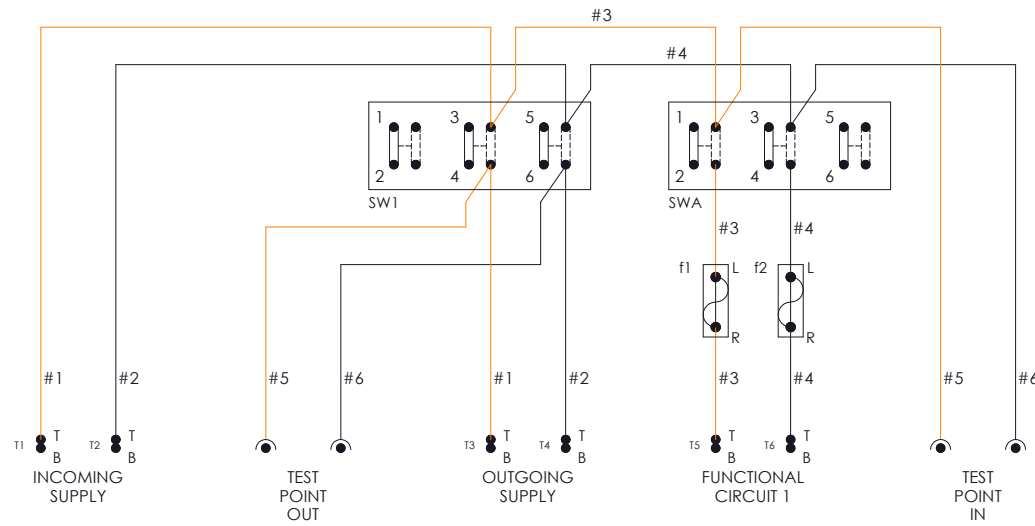 #3
#4
1
3
5
1
3
5
2
4
6
2
4
6
SW1
SWA
#3
#4
f1
L
f2
L
R
R
#1
#2
#5
#6
#1
#2
#3
#4
#5
#6
T1
T
B
T2
T
B
T3
T
B
T4
T
B
T5
T
B
T6
T
B
INCOMING
SUPPLY
TEST
POINT
OUT
OUTGOING
SUPPLY
FUNCTIONAL
CIRCUIT 1
TEST
POINT
IN